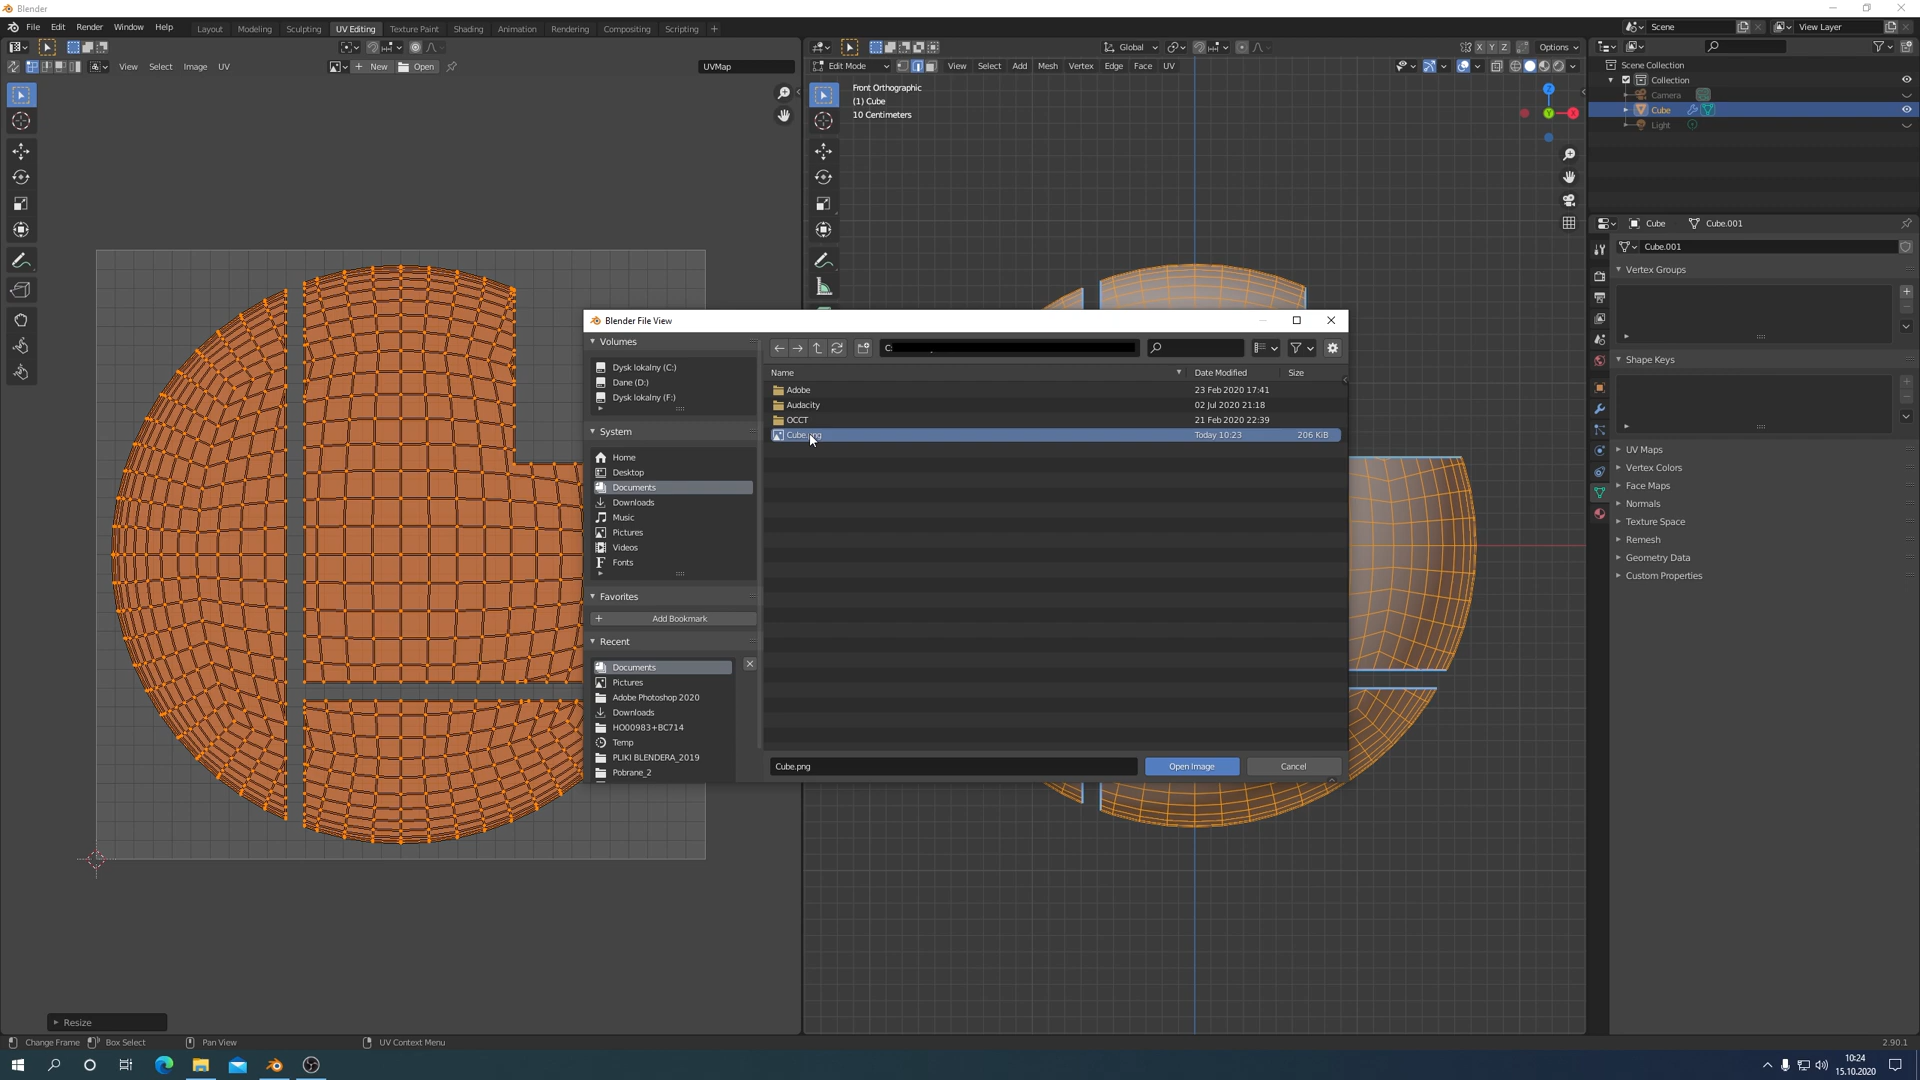 Blender
File Edit Render Window Help
Layout Modeling Sculpting UV Editing Texture Paint Shading Animation Rendering Compositing Scripting +
Scene
View Layer
Global
X Y Z
Options
View Select Image UV
+ New Open
UVMap
Edit Mode
View Select Add Mesh Vertex Edge Face UV
Front Orthographic
(1) Cube
10 Centimeters
Z
Y
X
Scene Collection
Collection
Camera
Cube
Light
Cube
Cube.001
Cube.001
Vertex Groups
Shape Keys
UV Maps
Vertex Colors
Face Maps
Normals
Texture Space
Remesh
Geometry Data
Custom Properties
Blender File View
Volumes
Dysk lokalny (C:)
Dane (D:)
Dysk lokalny (F:)
System
Home
Desktop
Documents
Downloads
Music
Pictures
Videos
Fonts
Favorites
+ Add Bookmark
Recent
Documents
Pictures
Adobe Photoshop 2020
Downloads
HO00983+BC714
Temp
PLIKI BLENDERA_2019
Pobrane_2
Name Date Modified Size
Adobe 23 Feb 2020 17:41
Audacity 02 Jul 2020 21:18
OCCT 21 Feb 2020 22:39
Cube.png Today 10:23 206 KiB
Cube.png
Open Image
Cancel
Resize
Change Frame Box Select Pan View UV Context Menu
2.90.1
10:24
15.10.2020